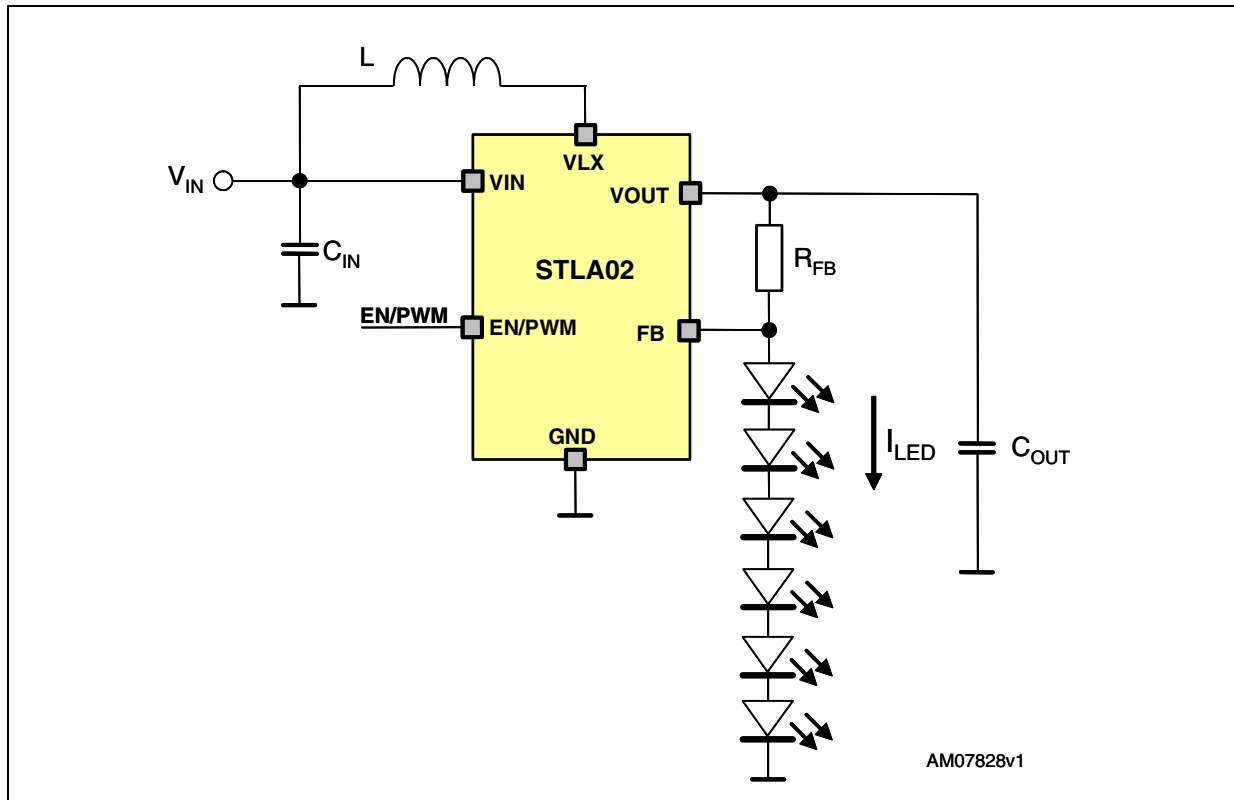 L
VLX
VIN
VIN
VOUT
CIN
STLA02
RFB
EN/PWM
EN/PWM
FB
GND
ILED
COUT
AM07828v1